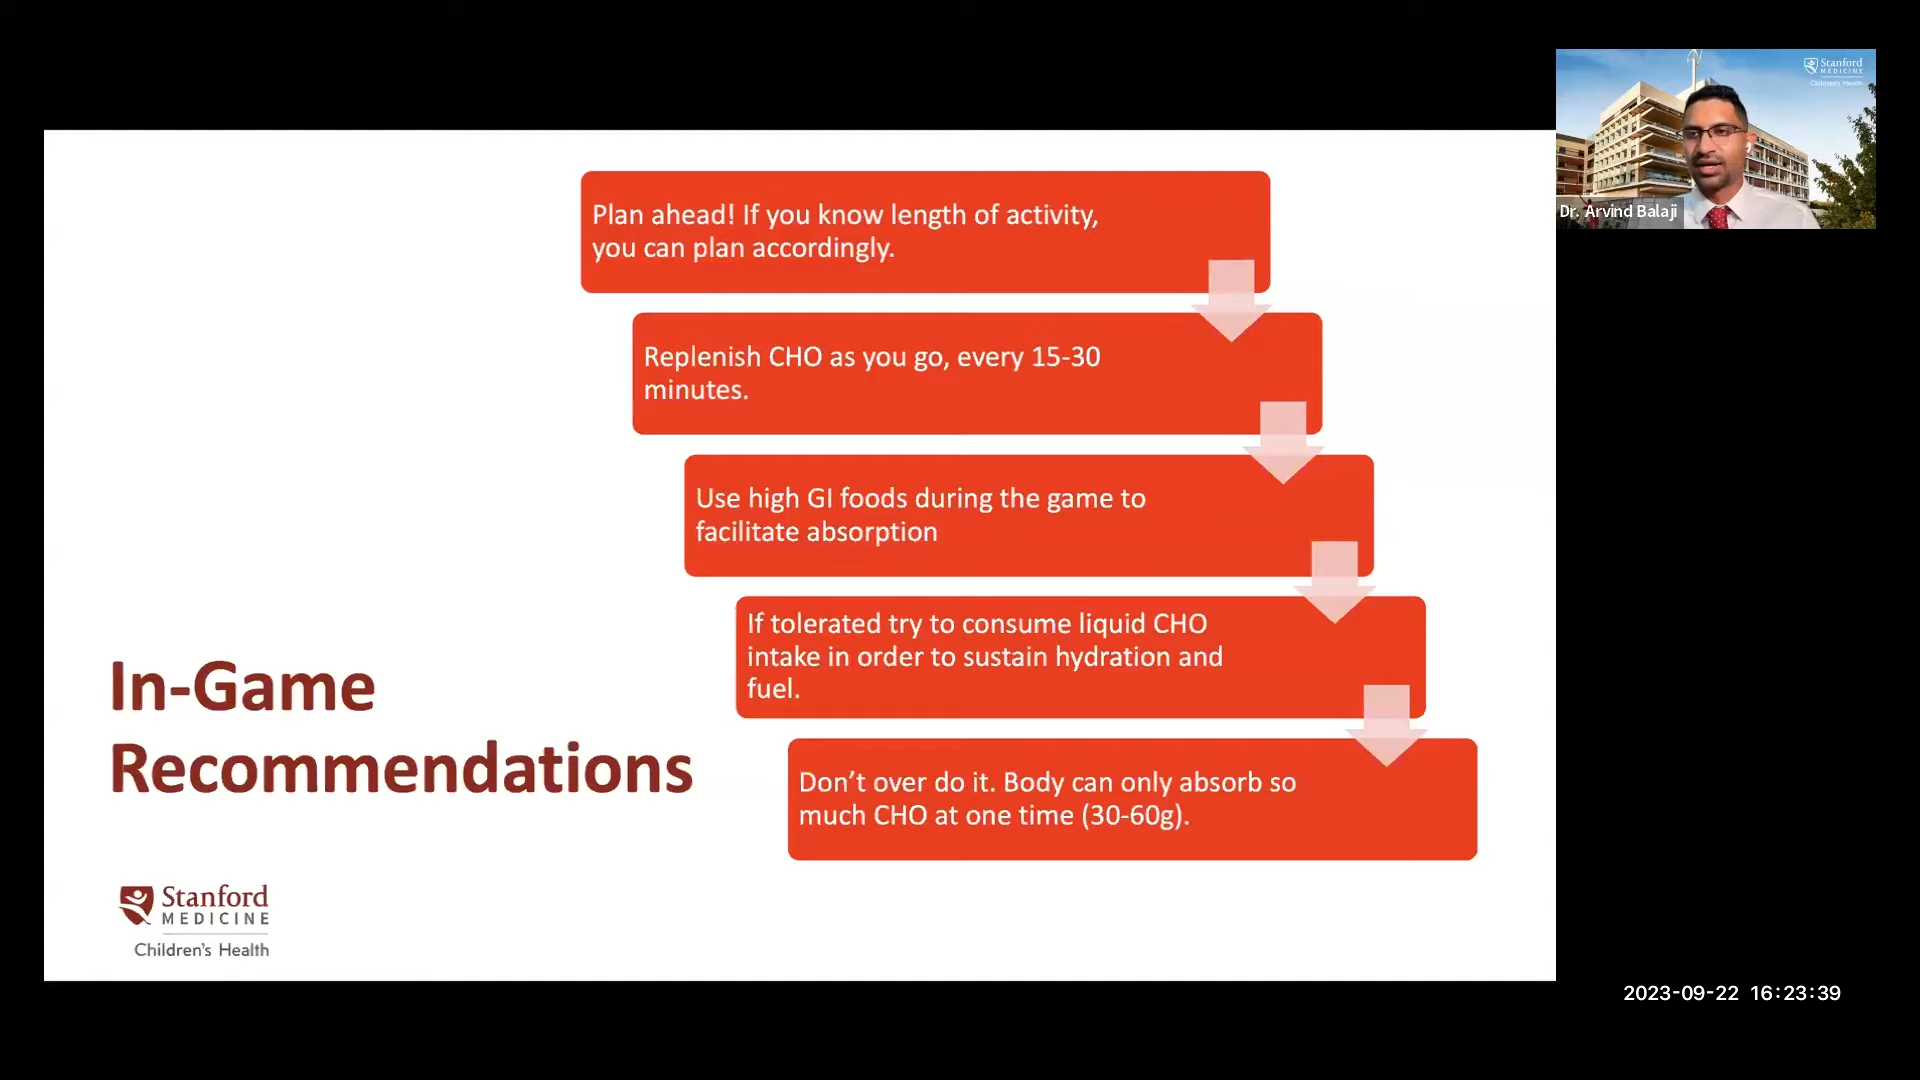 Stanford
MEDICINE
Children's Health
Dr. Arvind Balaji
Plan ahead! If you know length of activity,
you can plan accordingly.
Replenish CHO as you go, every 15-30
minutes.
Use high GI foods during the game to
facilitate absorption
If tolerated try to consume liquid CHO
intake in order to sustain hydration and
fuel.
Don’t over do it. Body can only absorb so
much CHO at one time (30-60g).
In-Game
Recommendations
Stanford
MEDICINE
Children’s Health
2023-09-22 16:23:39